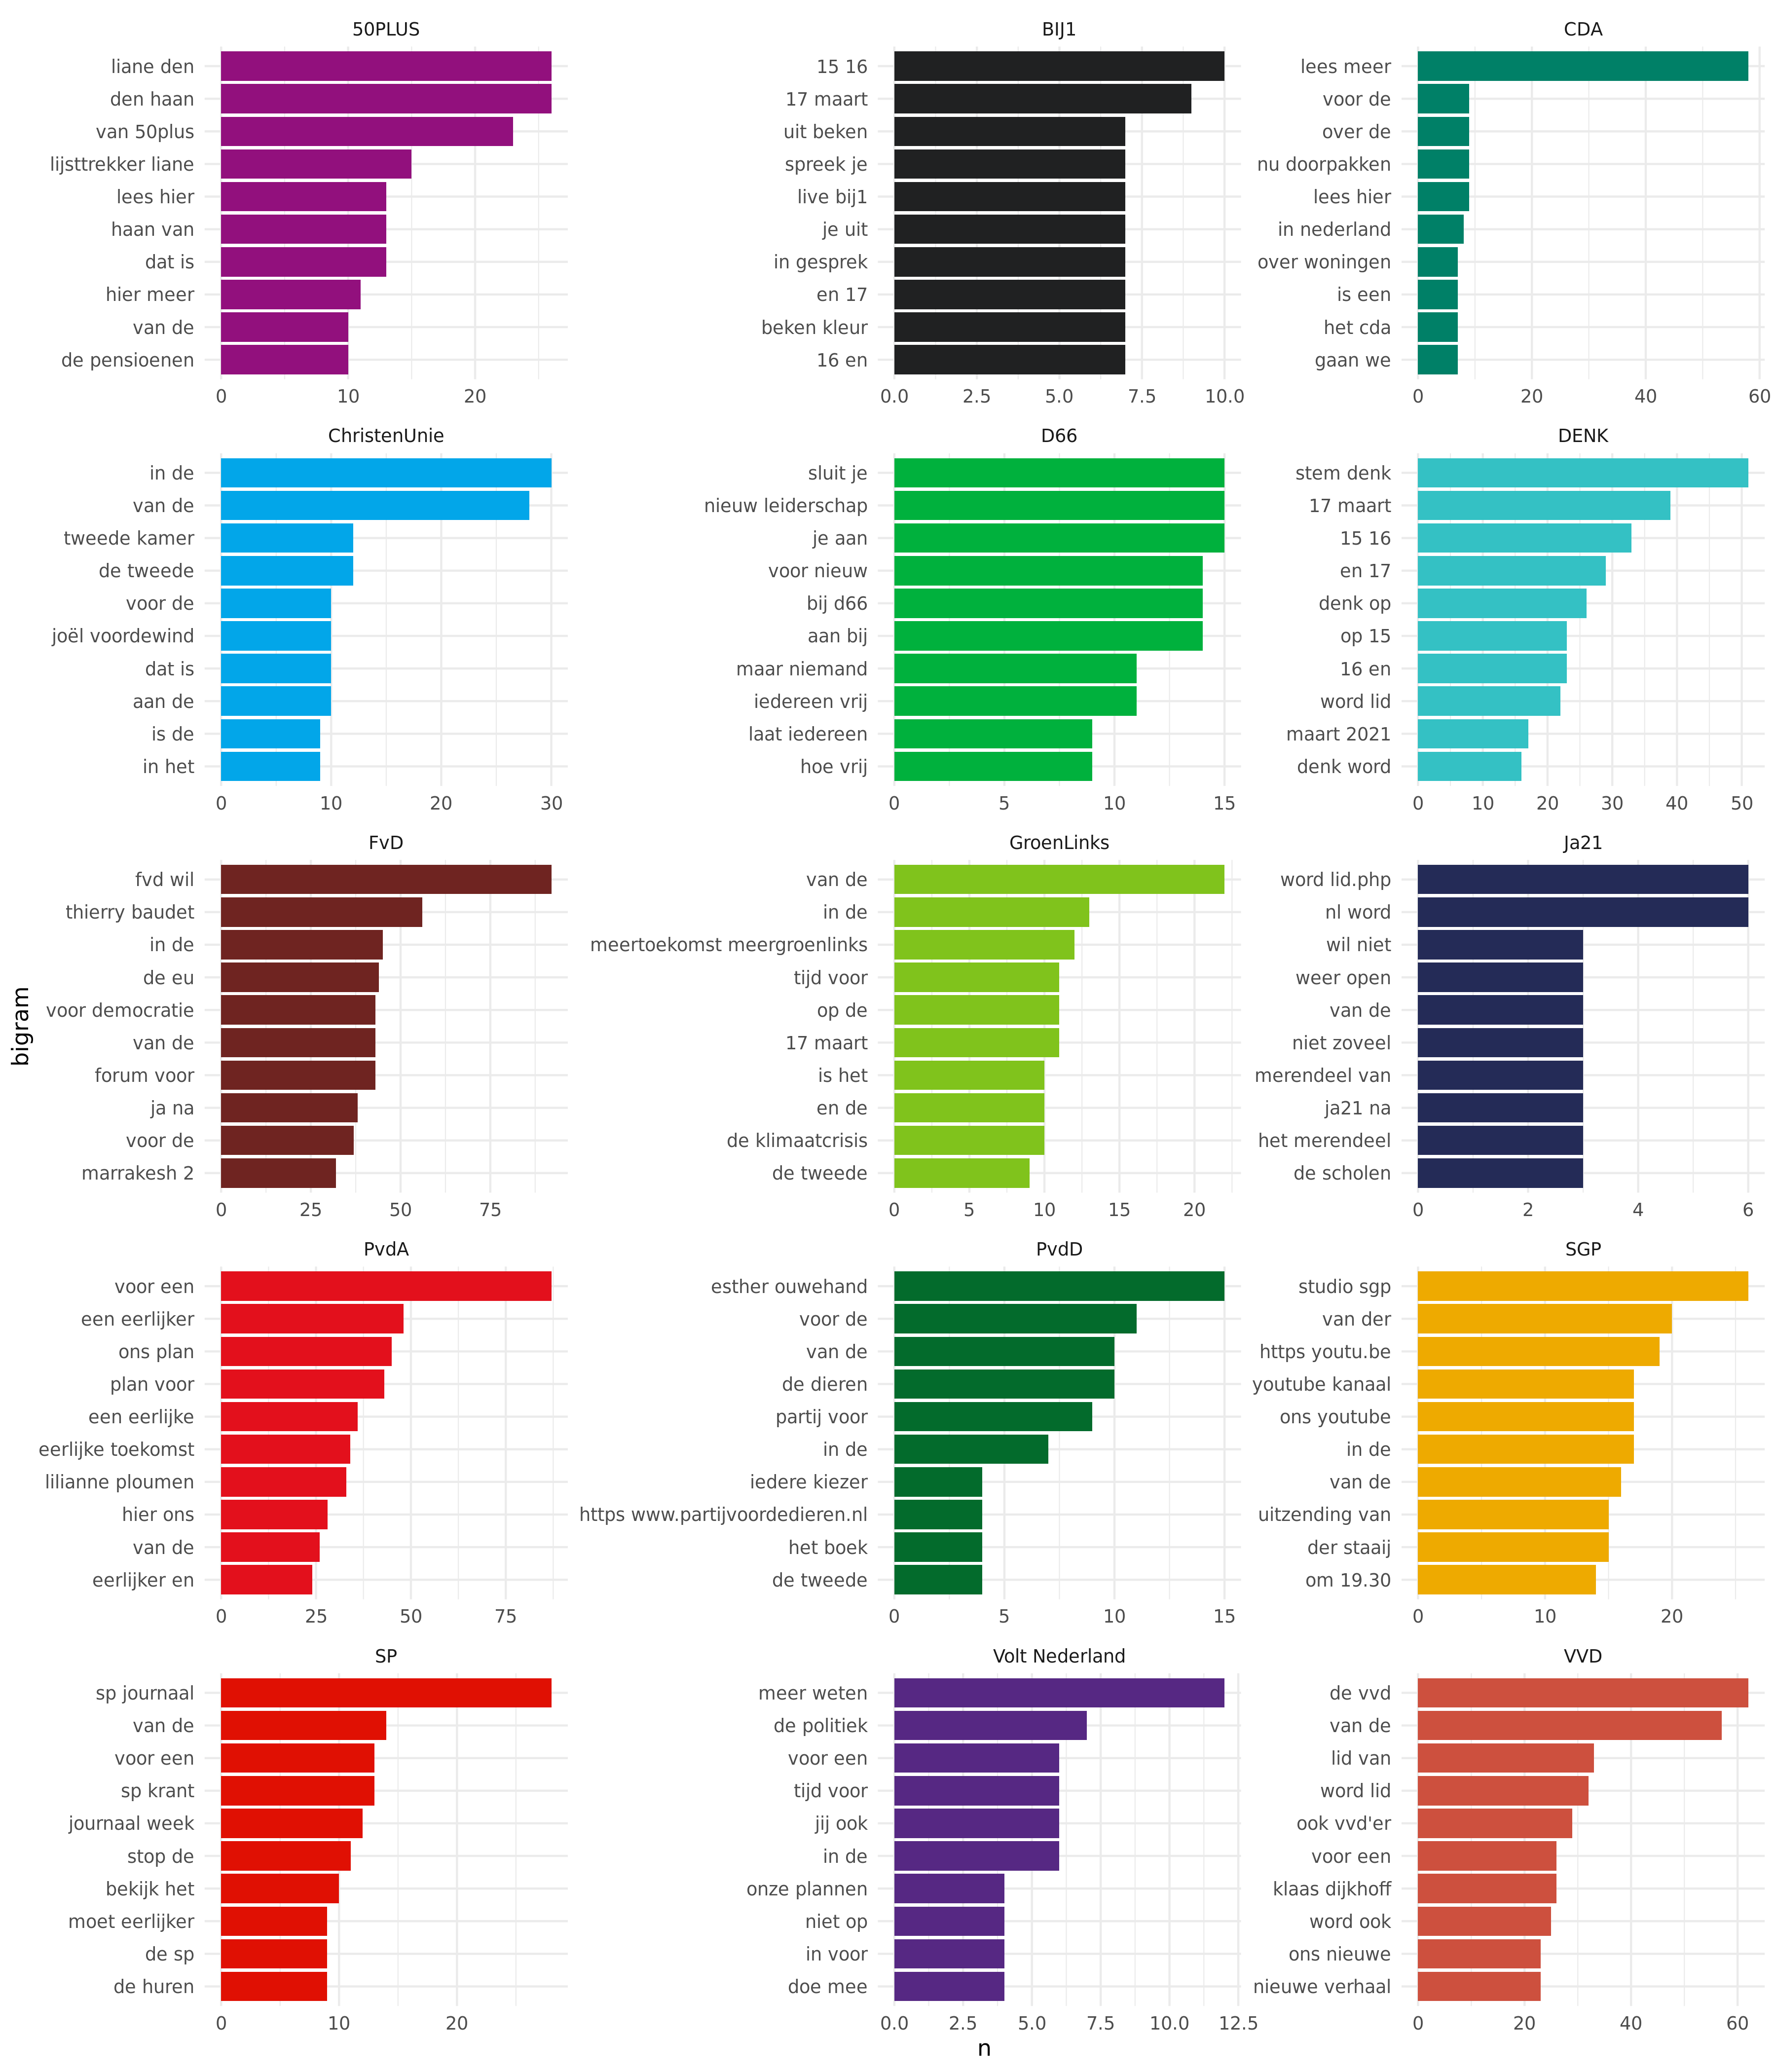 50PLUS
liane den
den haan
van 50plus
lijsttrekker liane
lees hier
haan van
dat is
hier meer
van de
de pensioenen
0 10 20
BIJ1
15 16
17 maart
uit beken
spreek je
live bij1
je uit
in gesprek
en 17
beken kleur
16 en
0.0 2.5 5.0 7.5 10.0
CDA
lees meer
voor de
over de
nu doorpakken
lees hier
in nederland
over woningen
is een
het cda
gaan we
0 20 40 60
ChristenUnie
in de
van de
tweede kamer
de tweede
voor de
joël voordewind
dat is
aan de
is de
in het
0 10 20 30
D66
sluit je
nieuw leiderschap
je aan
voor nieuw
bij d66
aan bij
maar niemand
iedereen vrij
laat iedereen
hoe vrij
0 5 10 15
DENK
stem denk
17 maart
15 16
en 17
denk op
op 15
16 en
word lid
maart 2021
denk word
0 10 20 30 40 50
FvD
fvd wil
thierry baudet
in de
de eu
voor democratie
van de
forum voor
ja na
voor de
marrakesh 2
0 25 50 75
GroenLinks
van de
in de
meertoekomst meergroenlinks
tijd voor
op de
17 maart
is het
en de
de klimaatcrisis
de tweede
0 5 10 15 20
Ja21
word lid.php
nl word
wil niet
weer open
van de
niet zoveel
merendeel van
ja21 na
het merendeel
de scholen
0 2 4 6
PvdA
voor een
een eerlijker
ons plan
plan voor
een eerlijke
eerlijke toekomst
lilianne ploumen
hier ons
van de
eerlijker en
0 25 50 75
PvdD
esther ouwehand
voor de
van de
de dieren
partij voor
in de
iedere kiezer
https www.partijvoordedieren.nl
het boek
de tweede
0 5 10 15
SGP
studio sgp
van der
https youtu.be
youtube kanaal
ons youtube
in de
van de
uitzending van
der staaij
om 19.30
0 10 20
SP
sp journaal
van de
voor een
sp krant
journaal week
stop de
bekijk het
moet eerlijker
de sp
de huren
0 10 20
Volt Nederland
meer weten
de politiek
voor een
tijd voor
jij ook
in de
onze plannen
niet op
in voor
doe mee
0.0 2.5 5.0 7.5 10.0 12.5
VVD
de vvd
van de
lid van
word lid
ook vvd'er
voor een
klaas dijkhoff
word ook
ons nieuwe
nieuwe verhaal
0 20 40 60
bigram
n